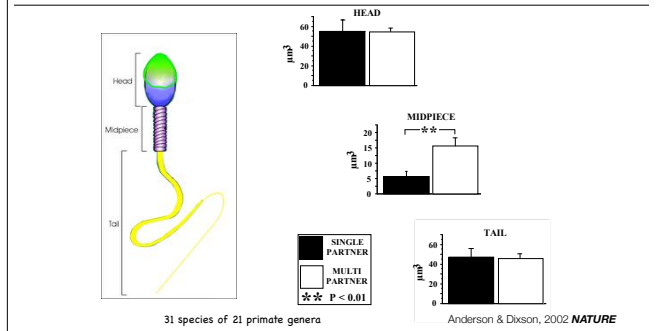 HEAD
µm³
60
40
20
0
Head
Midpiece
Tail
MIDPIECE
**
µm³
20
15
10
5
0
SINGLE
PARTNER
MULTI
PARTNER
** P < 0.01
TAIL
µm³
60
40
20
0
31 species of 21 primate genera
Anderson & Dixson, 2002 NATURE